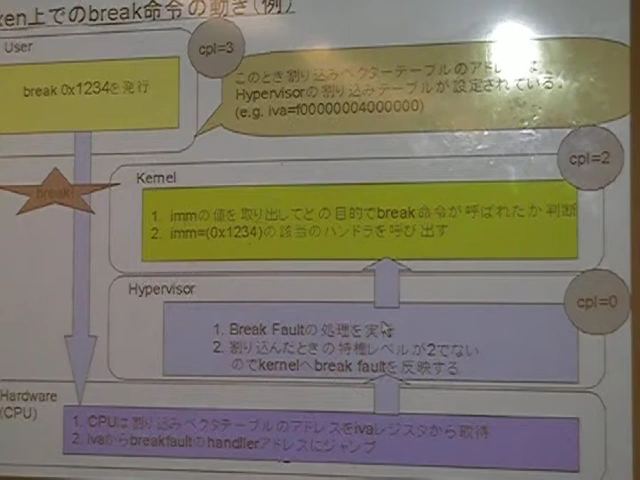 xen上でのbreak命令の動き(例)
User
cpl=3
break 0x1234を発行
このとき割り込みベクターテーブルのアドレ
Hypervisorの割り込みテーブルが設定されている.
(e.g. iva=f00000004000000)
break!
cpl=2
Kernel
1. immの値を取り出してどの目的でbreak命令が呼ばれたか判断
2. imm=(0x1234)の該当のハンドラを呼び出す
Hypervisor
cpl=0
1. Break Faultの処理を実
2. 割り込んだときの特権レベルが2でない
のでkernelへbreak faultを反映する
Hardware
(CPU)
1. CPUは割り込みベクタテーブルのアドレスをivaレジスタから取得
2. ivaからbreakfaultのhandlerアドレスにジャンプ